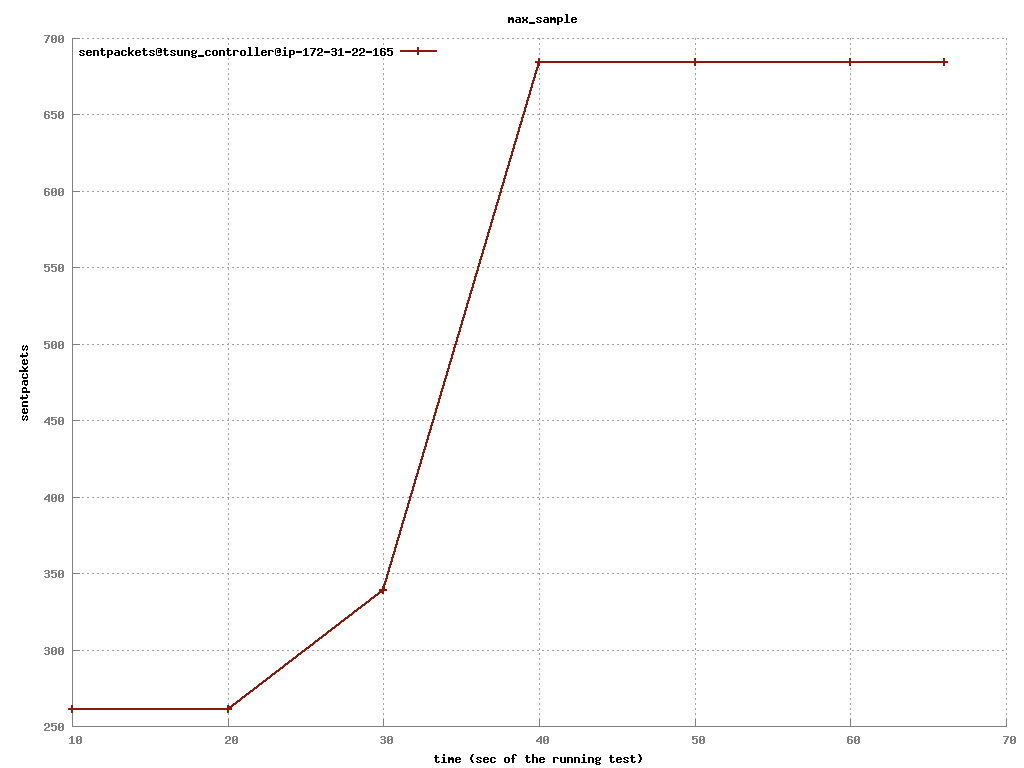 max_sample
700
sentpackets@tsung_controller@ip-172-31-22-165
650
600
550
500
450
400
350
300
250
sentpackets
10 20 30 40 50 60 70
time (sec of the running test)